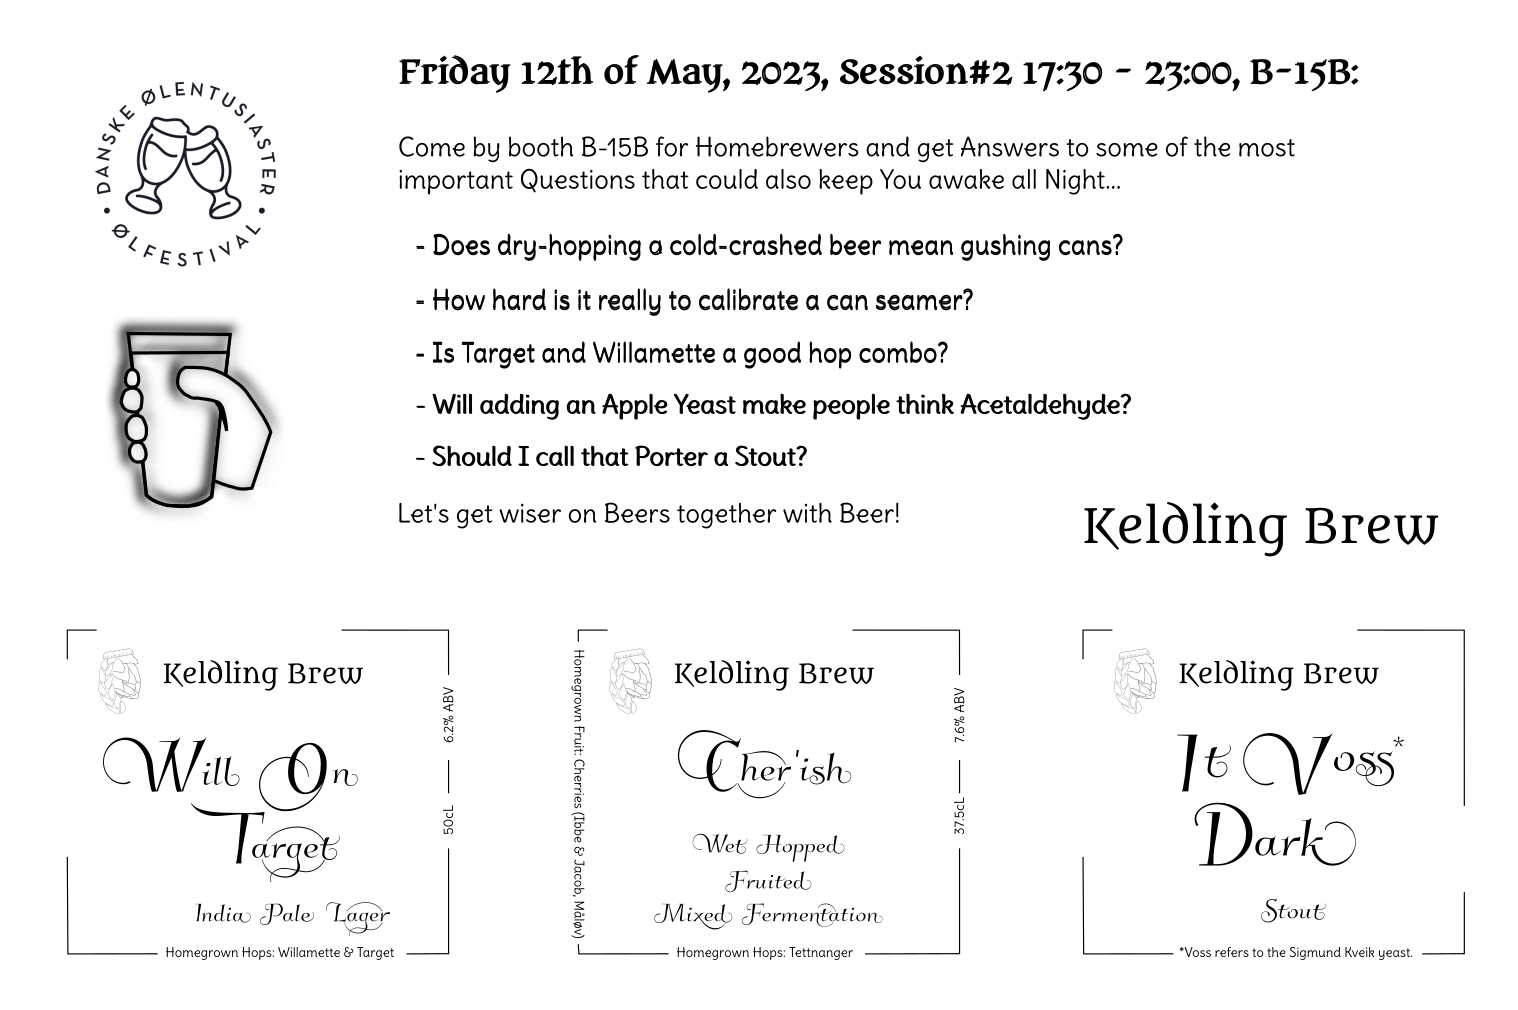 Friday 12th of May, 2023, Session#2 17:30 - 23:00, B-15B:
DANSKE ØLENTUSIASTER
• ØLFESTIVAL •
Come by booth B-15B for Homebrewers and get Answers to some of the most
important Questions that could also keep You awake all Night...
- Does dry-hopping a cold-crashed beer mean gushing cans?
- How hard is it really to calibrate a can seamer?
- Is Target and Willamette a good hop combo?
- Will adding an Apple Yeast make people think Acetaldehyde?
- Should I call that Porter a Stout?
Let's get wiser on Beers together with Beer!
Keldling Brew
Keldling Brew
Will On
Target
India Pale Lager
Homegrown Hops: Willamette & Target
6.2% ABV
50cL
Keldling Brew
Cher'ish
Wet Hopped
Fruited
Mixed Fermentation
Homegrown Hops: Tettnanger
Homegrown Fruit: Cherries (Ibbe & Jacob, Måløv)
7.6% ABV
37.5cL
Keldling Brew
It Voss*
Dark
Stout
*Voss refers to the Sigmund Kveik yeast.